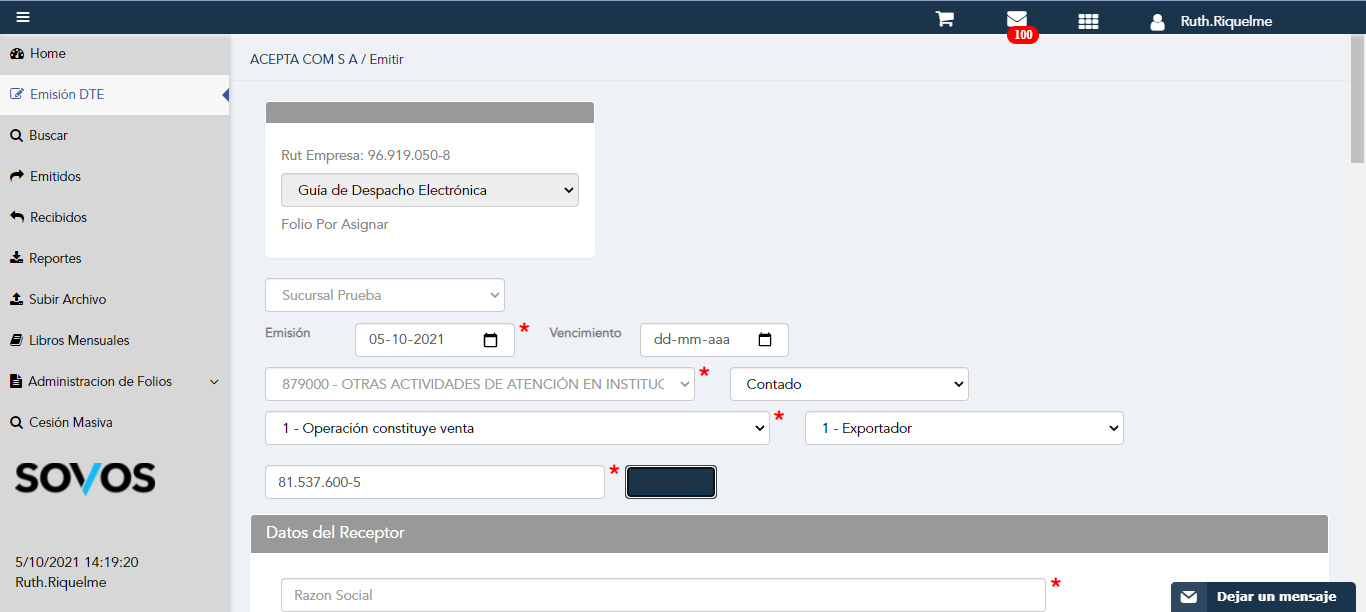 100
Ruth.Riquelme
Home
Emisión DTE
Buscar
Emitidos
Recibidos
Reportes
Subir Archivo
Libros Mensuales
Administracion de Folios
Cesión Masiva
SOVOS
5/10/2021 14:19:20
Ruth.Riquelme
ACEPTA COM S A / Emitir
Rut Empresa: 96.919.050-8
Guía de Despacho Electrónica
Folio Por Asignar
Sucursal Prueba
Emisión 05-10-2021 * Vencimiento dd-mm-aaa
879000 - OTRAS ACTIVIDADES DE ATENCIÓN EN INSTITUC * Contado
1 - Operación constituye venta * 1 - Exportador
81.537.600-5 *
Datos del Receptor
Razon Social *
Dejar un mensaje